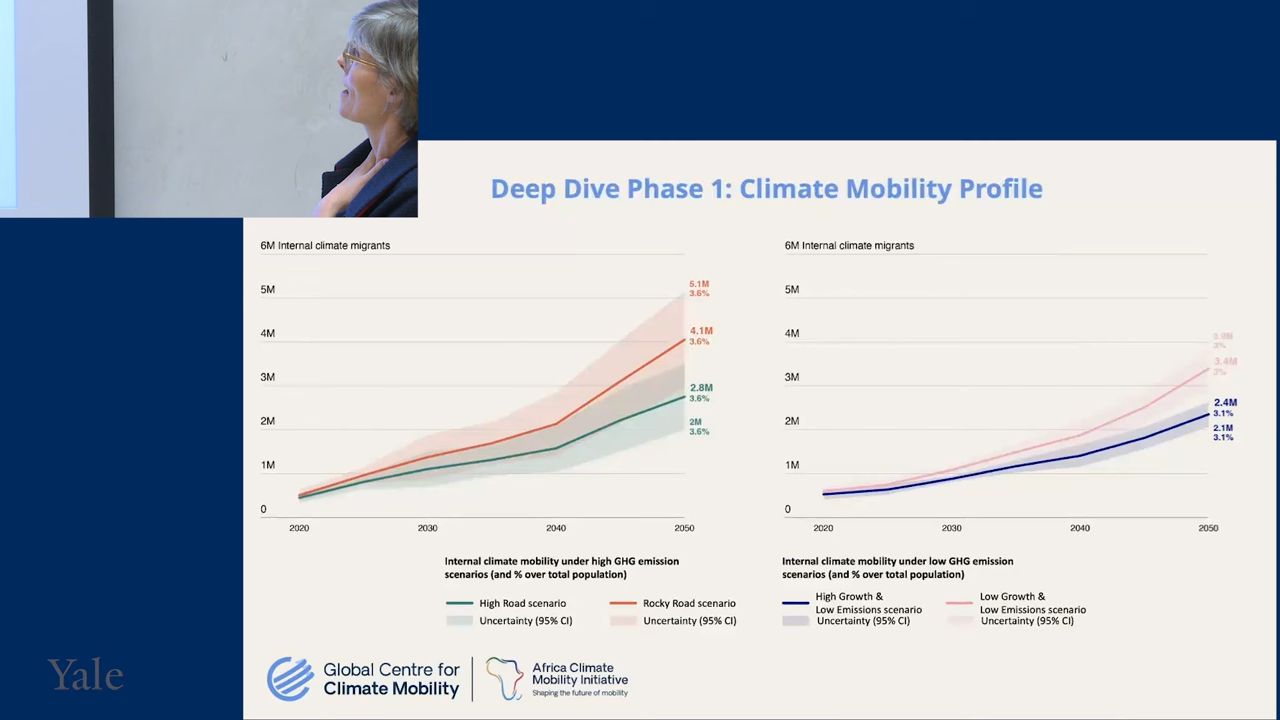 Deep Dive Phase 1: Climate Mobility Profile
6M Internal climate migrants
5M
4M
3M
2M
1M
0
2020
2030
2040
2050
5.1M
3.6%
4.1M
3.6%
2.8M
3.6%
2M
3.6%
Internal climate mobility under high GHG emission
scenarios (and % over total population)
High Road scenario
Rocky Road scenario
Uncertainty (95% CI)
Uncertainty (95% CI)
6M Internal climate migrants
5M
4M
3M
2M
1M
0
2020
2030
2040
2050
3%
3.4M
3%
2.4M
3.1%
2.1M
3.1%
Internal climate mobility under low GHG emission
scenarios (and % over total population)
High Growth &
Low Emissions scenario
Uncertainty (95% CI)
Low Growth &
Low Emissions scenario
Uncertainty (95% CI)
Yale
Global Centre for
Climate Mobility
Africa Climate
Mobility Initiative
Shaping the future of mobility